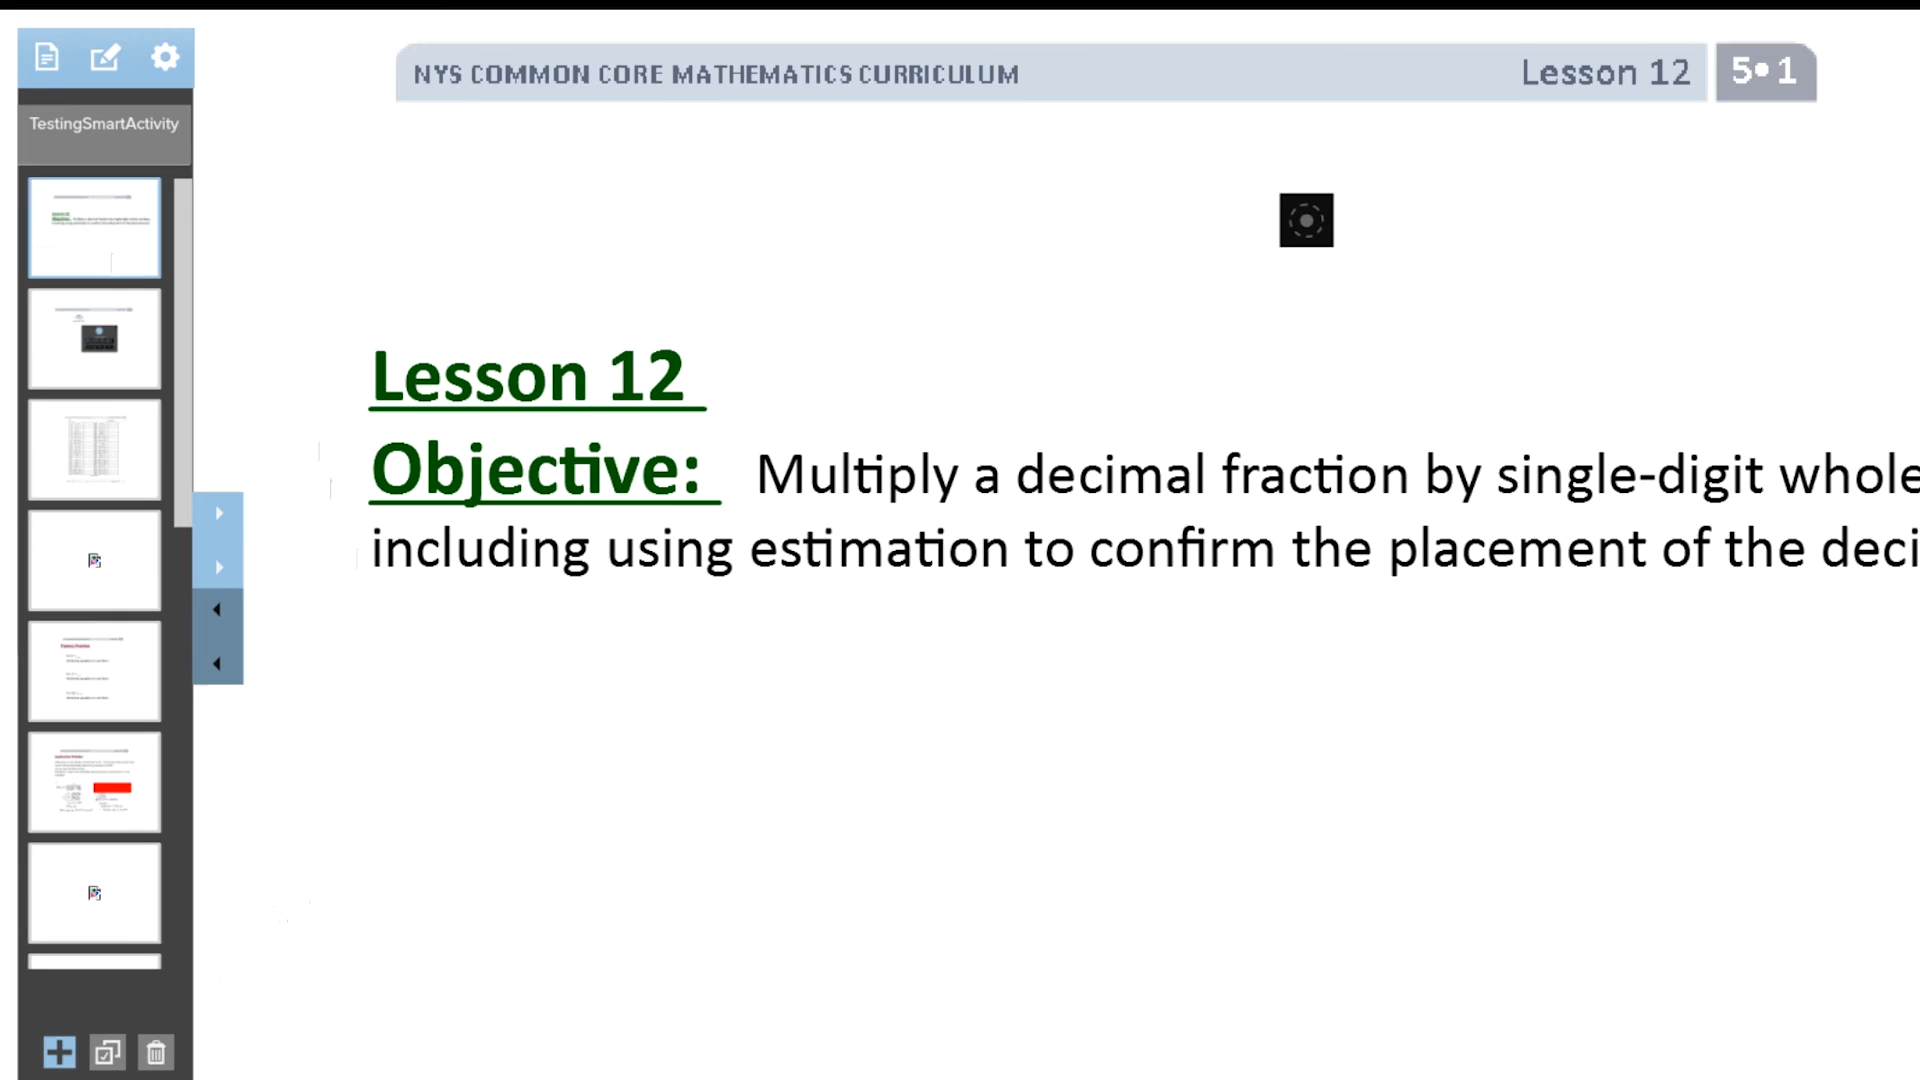 NYS COMMON CORE MATHEMATICS CURRICULUM
Lesson 12
5•1
TestingSmartActivity
Lesson 12
Objective: Multiply a decimal fraction by single-digit whole
including using estimation to confirm the placement of the deci